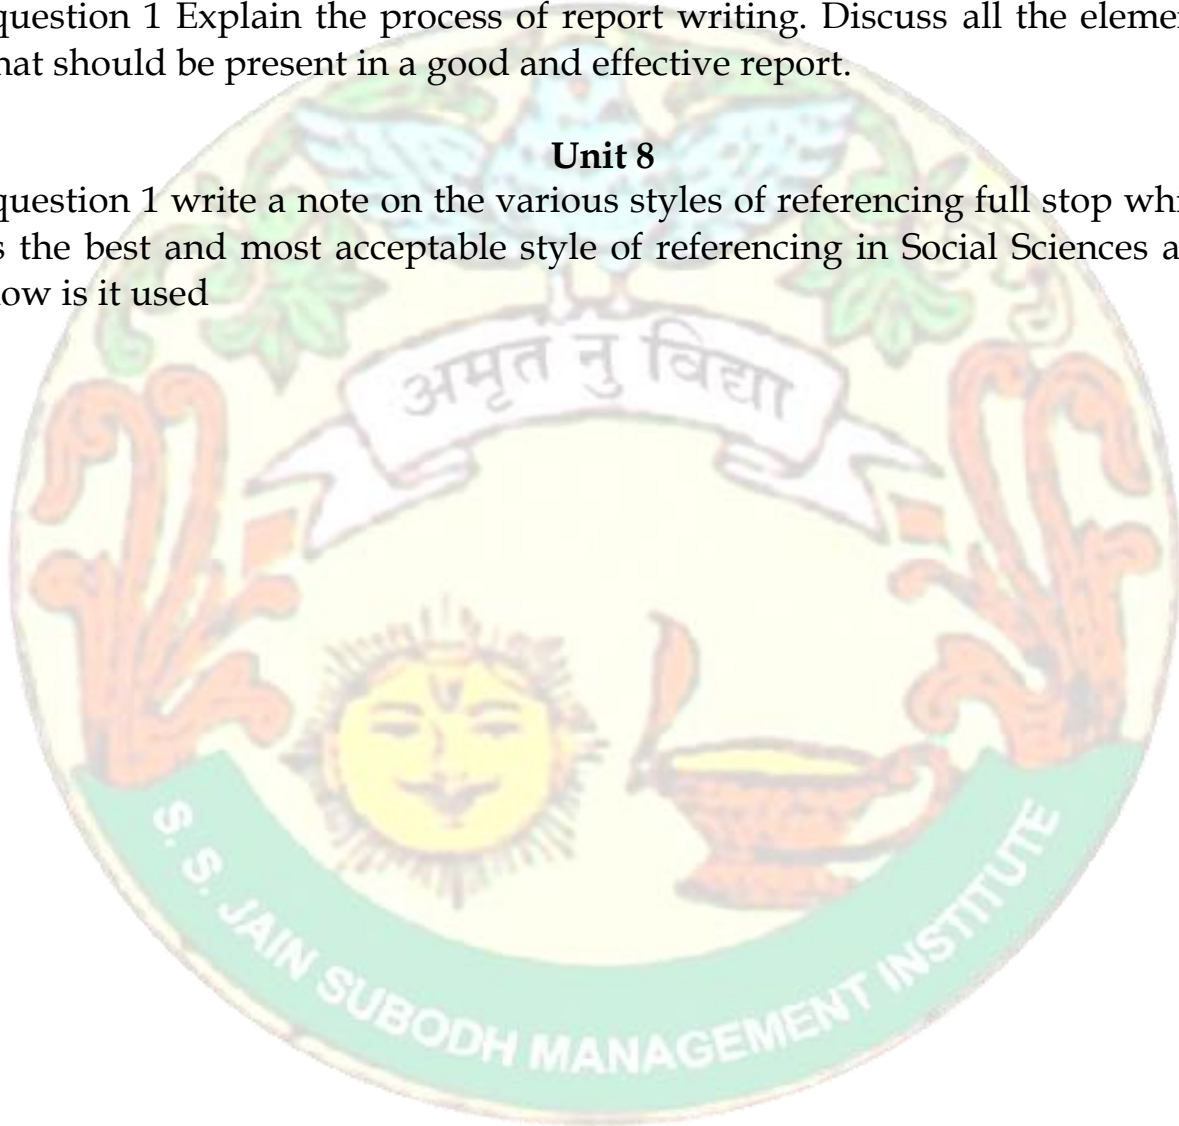 question 1 Explain the process of report writing. Discuss all the elemen
hat should be present in a good and effective report.
Unit 8
question 1 write a note on the various styles of referencing full stop whi
s the best and most acceptable style of referencing in Social Sciences a
how is it used
अमृतं नु विद्या
S. S. JAIN SUBODH MANAGEMENT INSTITUTE